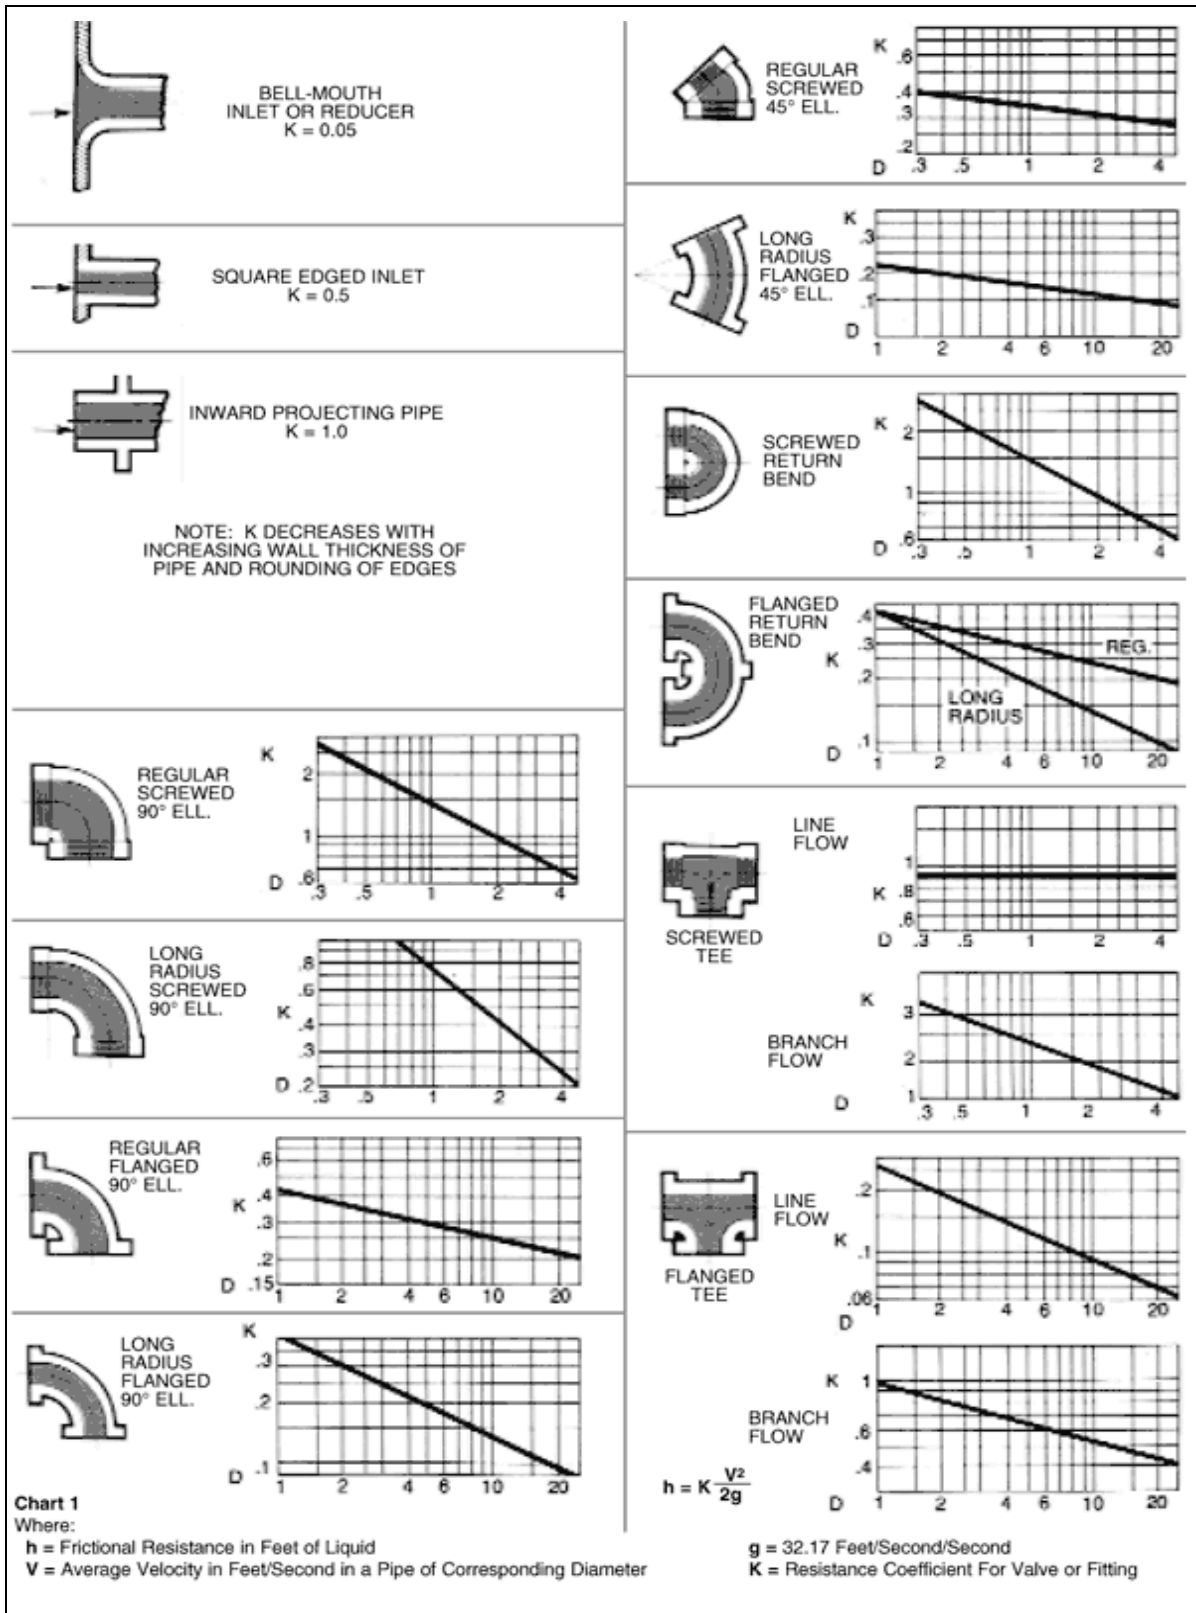 BELL-MOUTH
INLET OR REDUCER
K = 0.05
SQUARE EDGED INLET
K = 0.5
INWARD PROJECTING PIPE
K = 1.0
NOTE: K DECREASES WITH
INCREASING WALL THICKNESS OF
PIPE AND ROUNDING OF EDGES
REGULAR
SCREWED
90° ELL.
K
2
1
.6
D
.3 .5 1 2 4
LONG
RADIUS
SCREWED
90° ELL.
.8
.6
K
.4
.3
D .2
.3 .5 1 2 4
REGULAR
FLANGED
90° ELL.
.6
.4
K
.3
.2
D .15
1 2 4 6 10 20
LONG
RADIUS
FLANGED
90° ELL.
K
.3
.2
D .1
1 2 4 6 10 20
REGULAR
SCREWED
45° ELL.
K
.6
.4
.3
.2
D .3 .5 1 2 4
LONG
RADIUS
FLANGED
45° ELL.
K
.3
.2
.1
D
1 2 4 6 10 20
SCREWED
RETURN
BEND
K
2
1
.6
D .3 .5 1 2 4
FLANGED
RETURN
BEND
.4
.3
K
.2
.1
D 1 2 4 6 10 20
REG.
LONG
RADIUS
SCREWED
TEE
LINE
FLOW
1
K .8
.6
D .3 .5 1 2 4
BRANCH
FLOW
K
3
2
1
D .3 .5 1 2 4
FLANGED
TEE
LINE
FLOW
.2
K
.1
.06
D 1 2 4 6 10 20
BRANCH
FLOW
K 1
.6
.4
D 1 2 4 6 10 20
h = K V²/2g
Chart 1
Where:
h = Frictional Resistance in Feet of Liquid
V = Average Velocity in Feet/Second in a Pipe of Corresponding Diameter
g = 32.17 Feet/Second/Second
K = Resistance Coefficient For Valve or Fitting